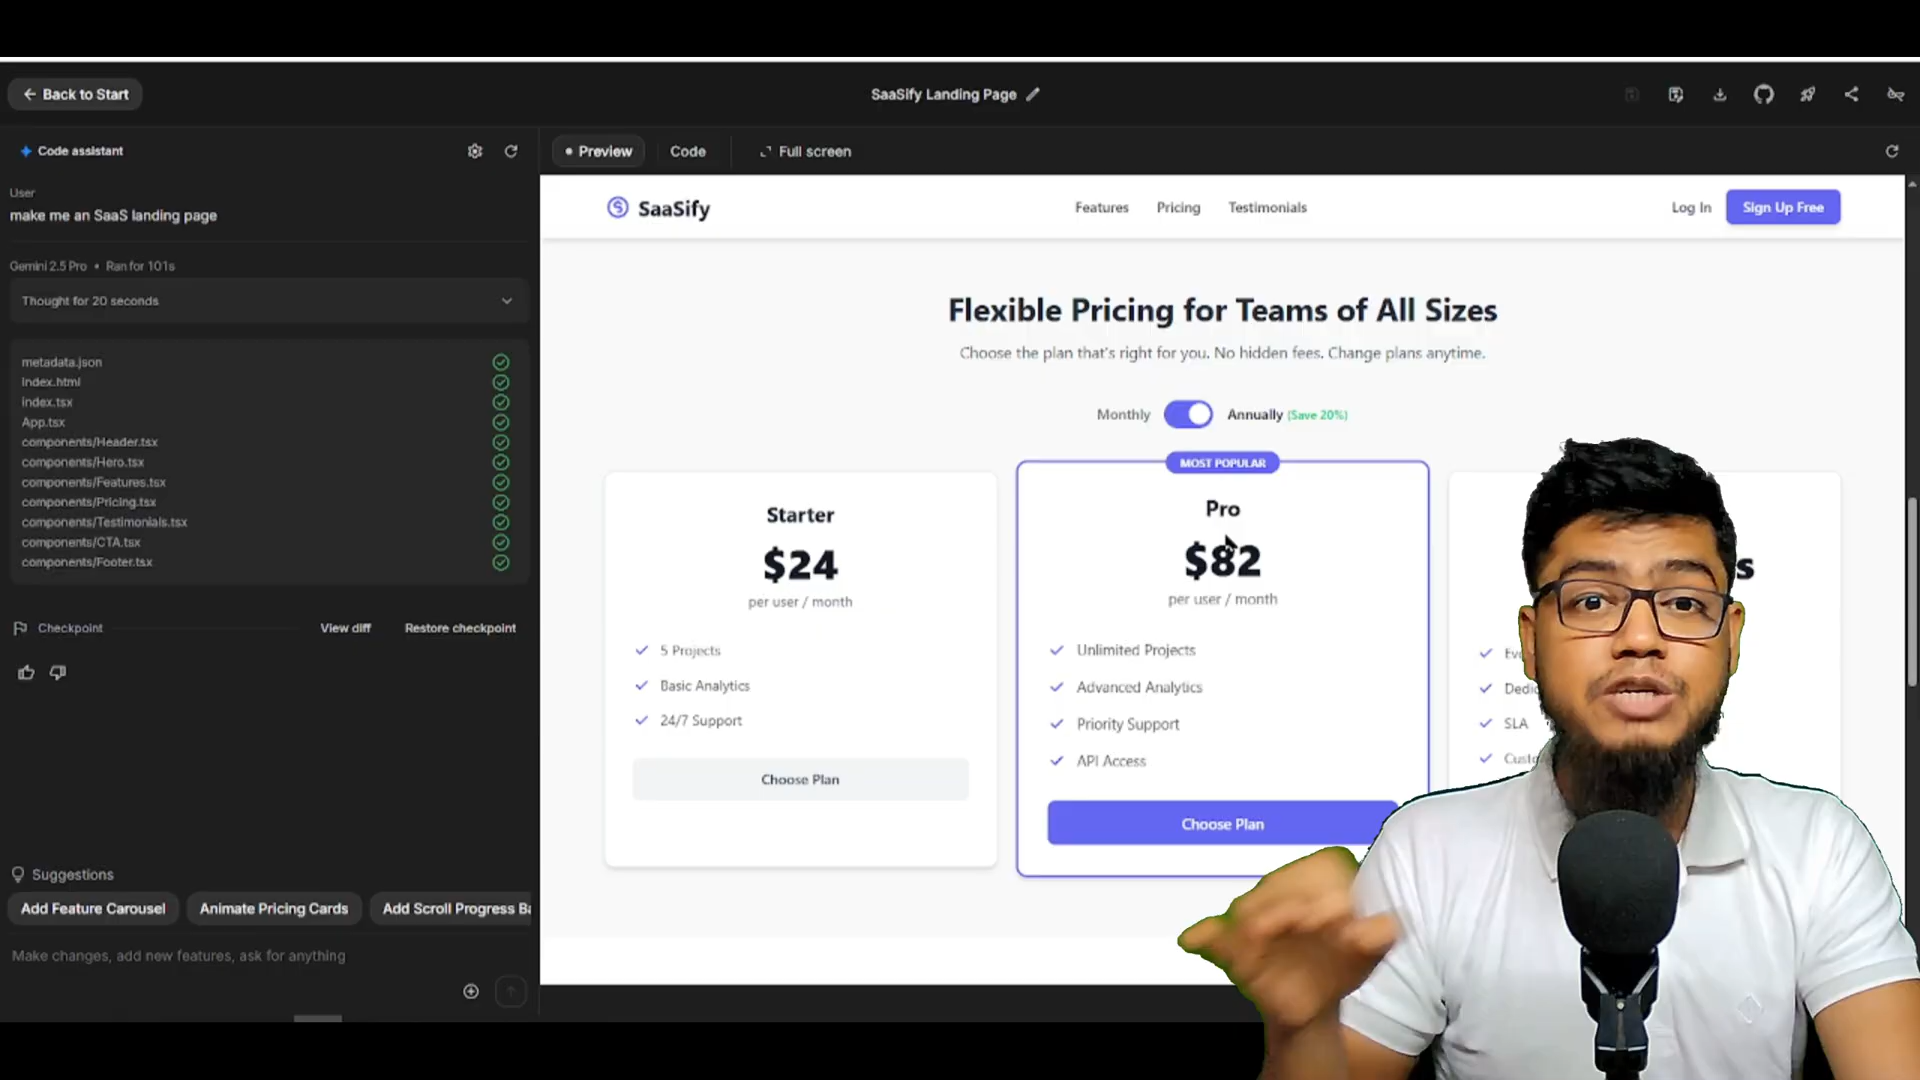 Back to Start
SaaSify Landing Page
Code assistant
Preview
Code
Full screen
User
make me an SaaS landing page
Gemini 2.5 Pro • Ran for 101s
Thought for 20 seconds
metadata.json
index.html
index.tsx
App.tsx
components/Header.tsx
components/Hero.tsx
components/Features.tsx
components/Pricing.tsx
components/Testimonials.tsx
components/CTA.tsx
components/Footer.tsx
Checkpoint
View diff
Restore checkpoint
Suggestions
Add Feature Carousel
Animate Pricing Cards
Add Scroll Progress Ba
Make changes, add new features, ask for anything
SaaSify
Features
Pricing
Testimonials
Log In
Sign Up Free
Flexible Pricing for Teams of All Sizes
Choose the plan that's right for you. No hidden fees. Change plans anytime.
Monthly
Annually (Save 20%)
Starter
$24
per user / month
5 Projects
Basic Analytics
24/7 Support
Choose Plan
MOST POPULAR
Pro
$82
per user / month
Unlimited Projects
Advanced Analytics
Priority Support
API Access
Choose Plan
s
SLA